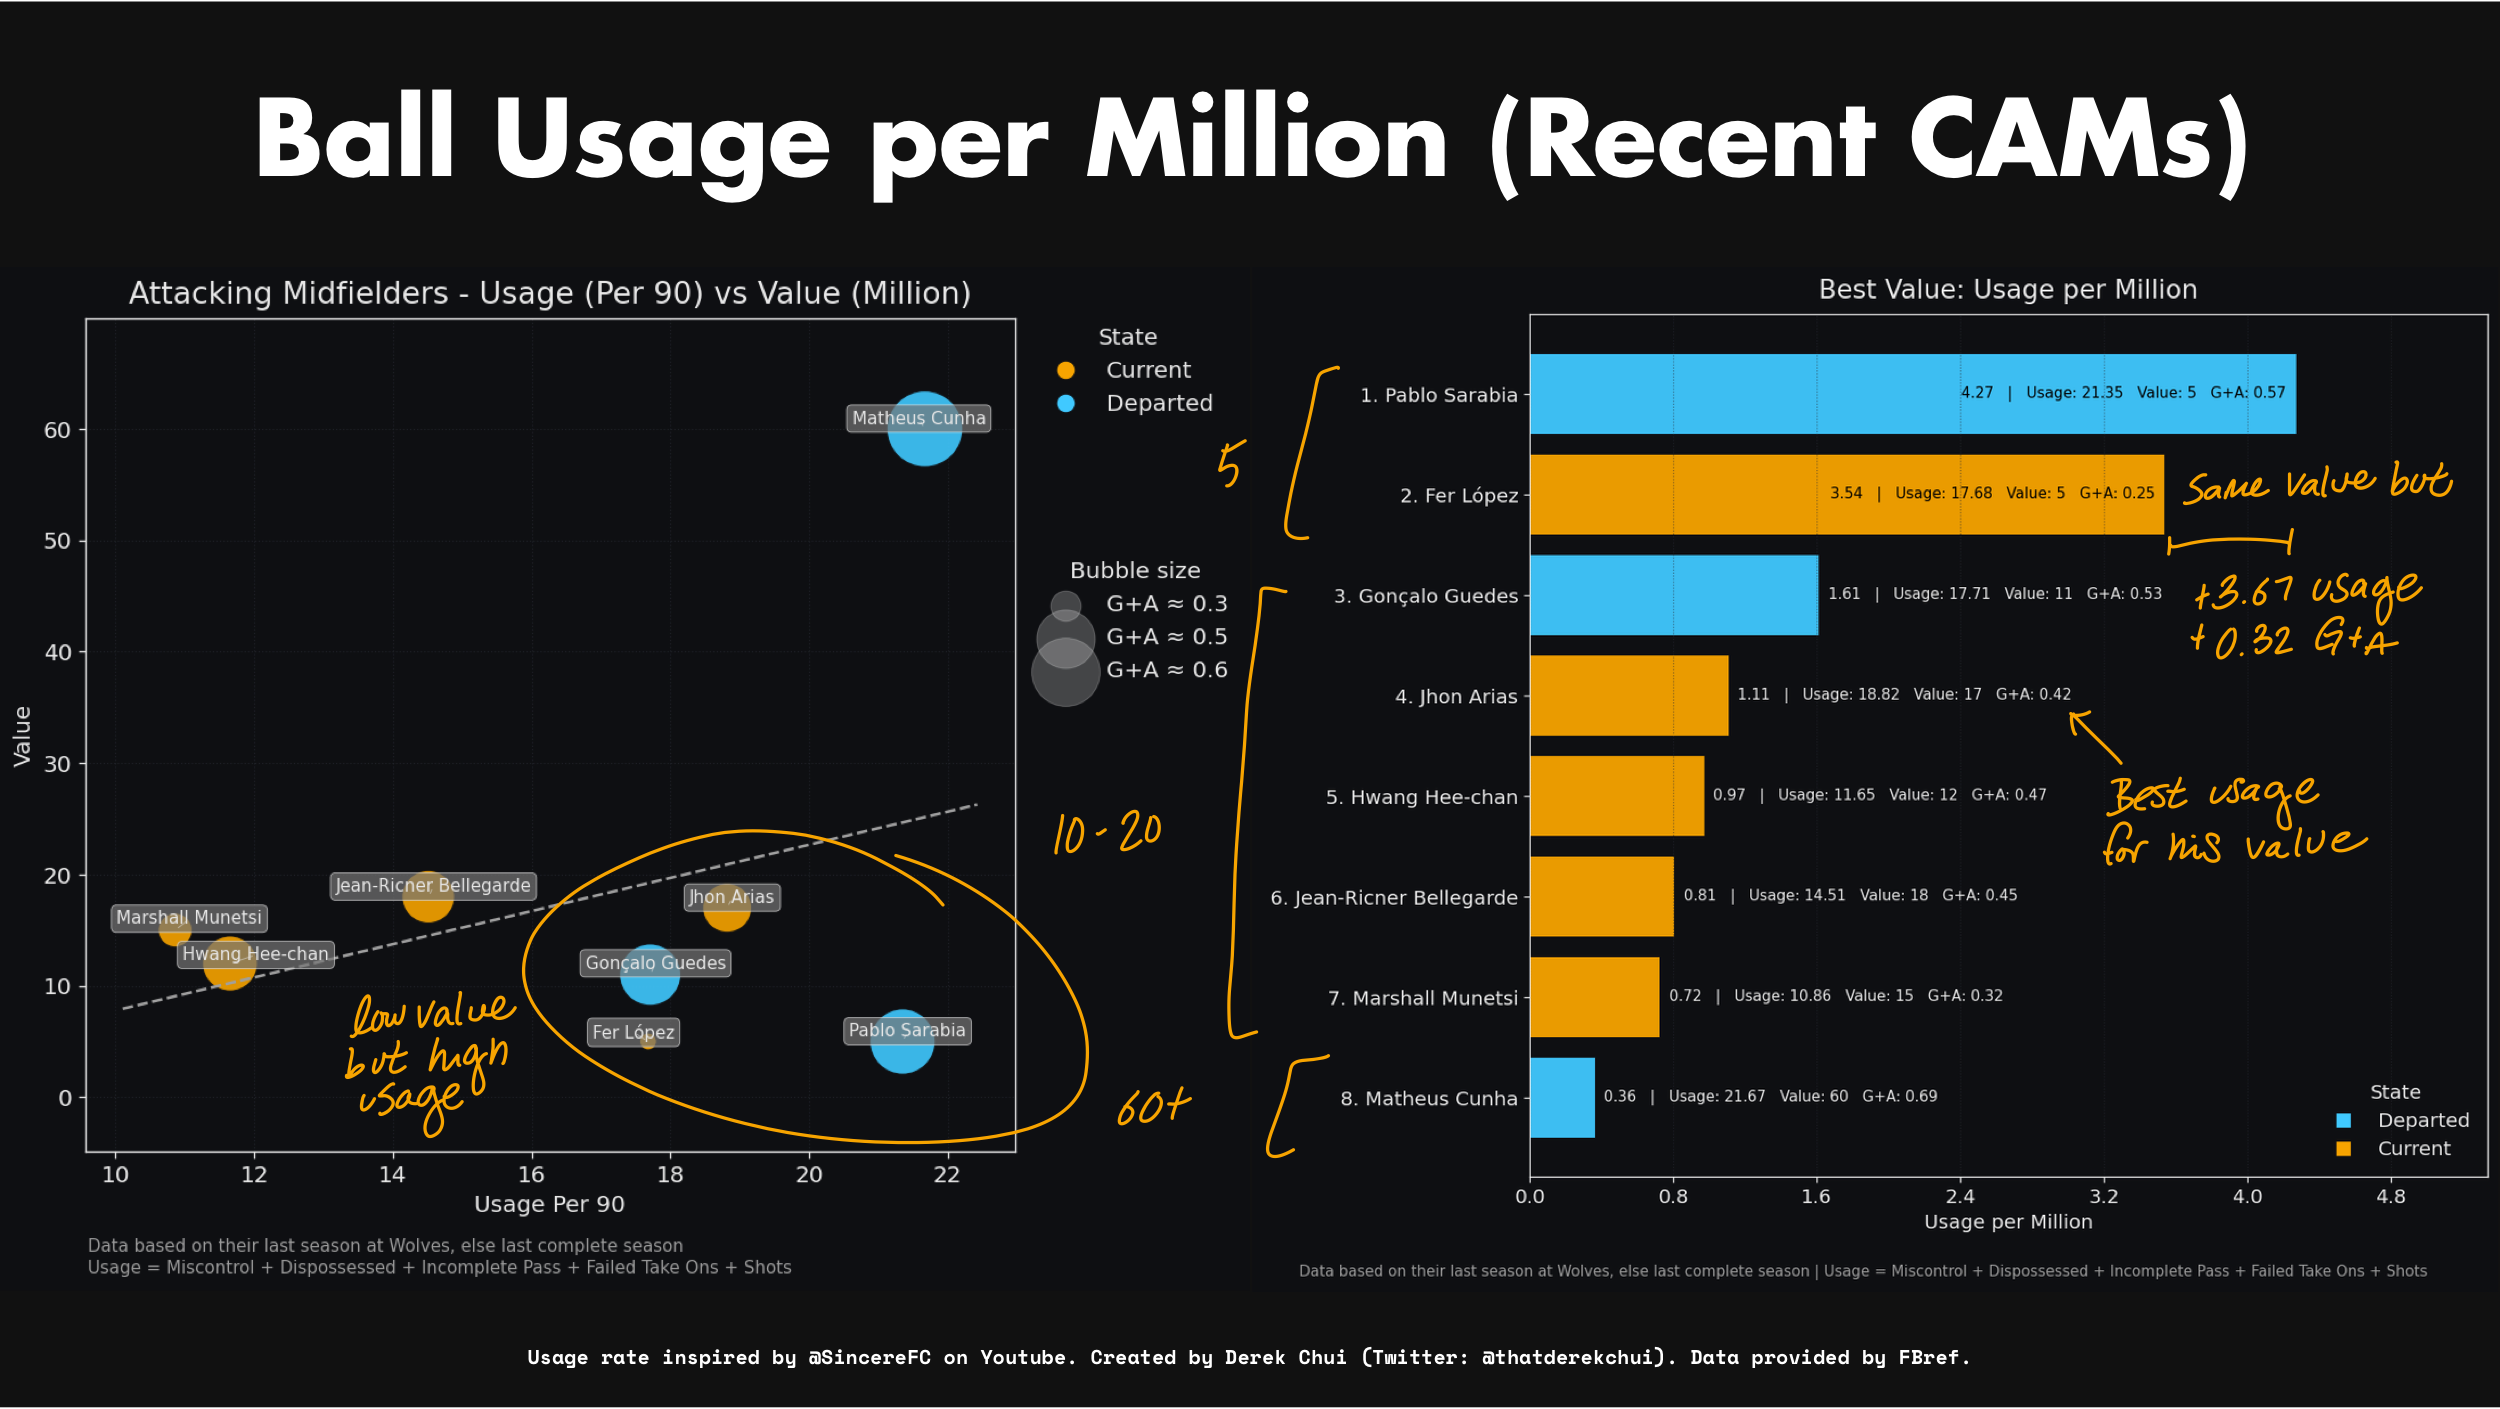 Ball Usage per Million (Recent CAMs)
Attacking Midfielders - Usage (Per 90) vs Value (Million)
Value
60
50
40
30
20
10
0
Matheus Cunha
Jean-Ricner Bellegarde
Marshall Munetsi
Hwang Hee-chan
Jhon Arias
Gonçalo Guedes
Fer López
Pablo Sarabia
low value
but high
usage
10 12 14 16 18 20 22
Usage Per 90
Data based on their last season at Wolves, else last complete season
Usage = Miscontrol + Dispossessed + Incomplete Pass + Failed Take Ons + Shots
State
Current
Departed
Bubble size
G+A ≈ 0.3
G+A ≈ 0.5
G+A ≈ 0.6
5
10-20
60+
Best Value: Usage per Million
1. Pablo Sarabia 4.27 | Usage: 21.35 Value: 5 G+A: 0.57
2. Fer López 3.54 | Usage: 17.68 Value: 5 G+A: 0.25
same value but
3. Gonçalo Guedes 1.61 | Usage: 17.71 Value: 11 G+A: 0.53
+3.67 usage
+0.32 G+A
4. Jhon Arias 1.11 | Usage: 18.82 Value: 17 G+A: 0.42
5. Hwang Hee-chan 0.97 | Usage: 11.65 Value: 12 G+A: 0.47
Best usage
for his value
6. Jean-Ricner Bellegarde 0.81 | Usage: 14.51 Value: 18 G+A: 0.45
7. Marshall Munetsi 0.72 | Usage: 10.86 Value: 15 G+A: 0.32
8. Matheus Cunha 0.36 | Usage: 21.67 Value: 60 G+A: 0.69
State
Departed
Current
0.0 0.8 1.6 2.4 3.2 4.0 4.8
Usage per Million
Data based on their last season at Wolves, else last complete season | Usage = Miscontrol + Dispossessed + Incomplete Pass + Failed Take Ons + Shots
Usage rate inspired by @SincereFC on Youtube. Created by Derek Chui (Twitter: @thatderekchui). Data provided by FBref.